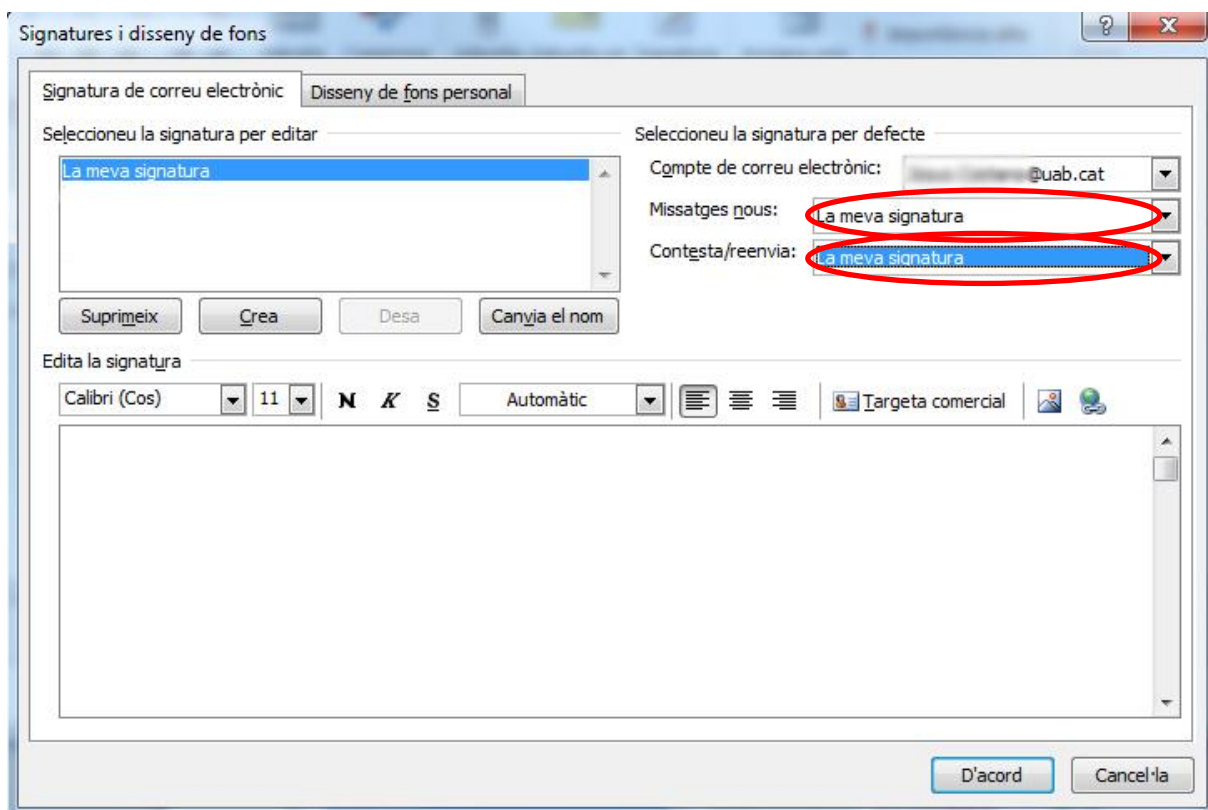 Signatures i disseny de fons
Signatura de correu electrònic Disseny de fons personal
Seleccioneu la signatura per editar
La meva signatura
Suprimeix Crea Desa Canvia el nom
Seleccioneu la signatura per defecte
Compte de correu electrònic: @uab.cat
Missatges nous: La meva signatura
Contesta/reenvia: La meva signatura
Edita la signatura
Calibri (Cos) 11 N K S Automàtic Targeta comercial
D'acord Cancel·la